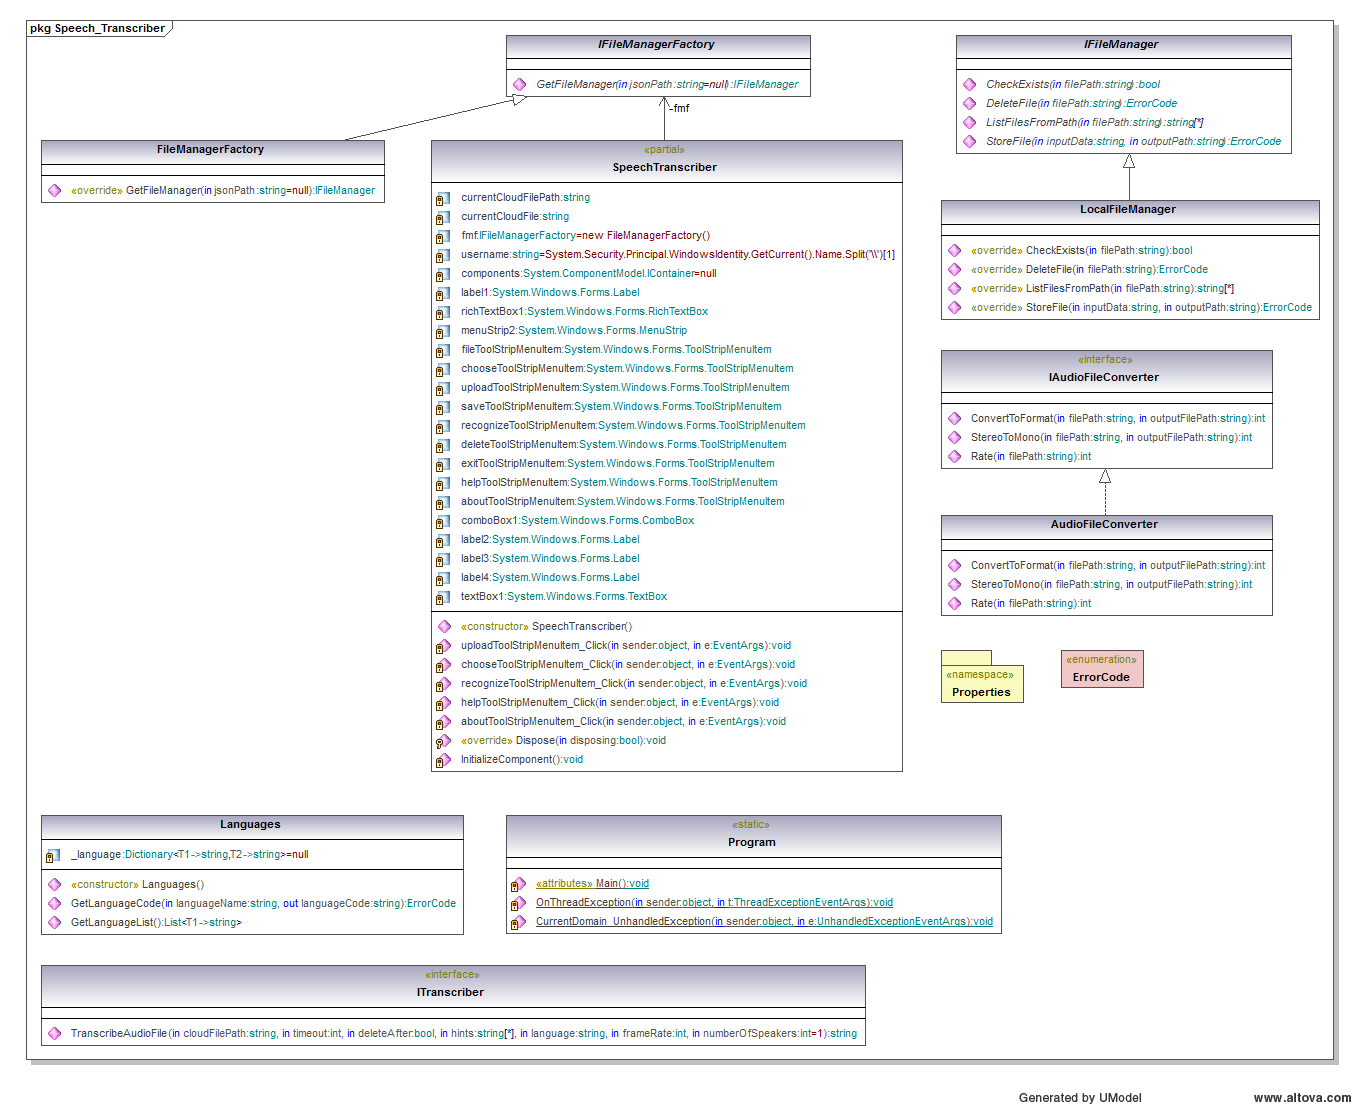 pkg Speech_Transcriber
IFileManagerFactory
GetFileManager(in jsonPath:string=null):IFileManager
-fmf
FileManagerFactory
«override» GetFileManager(in jsonPath:string=null):IFileManager
«partial»
SpeechTranscriber
currentCloudFilePath:string
currentCloudFile:string
fmf:IFileManagerFactory=new FileManagerFactory()
username:string=System.Security.Principal.WindowsIdentity.GetCurrent().Name.Split('\\')[1]
components:System.ComponentModel.IContainer=null
label1:System.Windows.Forms.Label
richTextBox1:System.Windows.Forms.RichTextBox
menuStrip2:System.Windows.Forms.MenuStrip
fileToolStripMenuItem:System.Windows.Forms.ToolStripMenuItem
chooseToolStripMenuItem:System.Windows.Forms.ToolStripMenuItem
uploadToolStripMenuItem:System.Windows.Forms.ToolStripMenuItem
saveToolStripMenuItem:System.Windows.Forms.ToolStripMenuItem
recognizeToolStripMenuItem:System.Windows.Forms.ToolStripMenuItem
deleteToolStripMenuItem:System.Windows.Forms.ToolStripMenuItem
exitToolStripMenuItem:System.Windows.Forms.ToolStripMenuItem
helpToolStripMenuItem:System.Windows.Forms.ToolStripMenuItem
aboutToolStripMenuItem:System.Windows.Forms.ToolStripMenuItem
comboBox1:System.Windows.Forms.ComboBox
label2:System.Windows.Forms.Label
label3:System.Windows.Forms.Label
label4:System.Windows.Forms.Label
textBox1:System.Windows.Forms.TextBox
«constructor» SpeechTranscriber()
uploadToolStripMenuItem_Click(in sender:object, in e:EventArgs):void
chooseToolStripMenuItem_Click(in sender:object, in e:EventArgs):void
recognizeToolStripMenuItem_Click(in sender:object, in e:EventArgs):void
helpToolStripMenuItem_Click(in sender:object, in e:EventArgs):void
aboutToolStripMenuItem_Click(in sender:object, in e:EventArgs):void
«override» Dispose(in disposing:bool):void
InitializeComponent():void
IFileManager
CheckExists(in filePath:string):bool
DeleteFile(in filePath:string):ErrorCode
ListFilesFromPath(in filePath:string):string[*]
StoreFile(in inputData:string, in outputPath:string):ErrorCode
LocalFileManager
«override» CheckExists(in filePath:string):bool
«override» DeleteFile(in filePath:string):ErrorCode
«override» ListFilesFromPath(in filePath:string):string[*]
«override» StoreFile(in inputData:string, in outputPath:string):ErrorCode
«interface»
IAudioFileConverter
ConvertToFormat(in filePath:string, in outputFilePath:string):int
StereoToMono(in filePath:string, in outputFilePath:string):int
Rate(in filePath:string):int
AudioFileConverter
ConvertToFormat(in filePath:string, in outputFilePath:string):int
StereoToMono(in filePath:string, in outputFilePath:string):int
Rate(in filePath:string):int
«namespace»
Properties
«enumeration»
ErrorCode
Languages
_language:Dictionary<T1->string,T2->string>=null
«constructor» Languages()
GetLanguageCode(in languageName:string, out languageCode:string):ErrorCode
GetLanguageList():List<T1->string>
«static»
Program
«attributes» Main():void
OnThreadException(in sender:object, in t:ThreadExceptionEventArgs):void
CurrentDomain_UnhandledException(in sender:object, in e:UnhandledExceptionEventArgs):void
«interface»
ITranscriber
TranscribeAudioFile(in cloudFilePath:string, in timeout:int, in deleteAfter:bool, in hints:string[*], in language:string, in frameRate:int, in numberOfSpeakers:int=1):string
Generated by UModel
www.altova.com